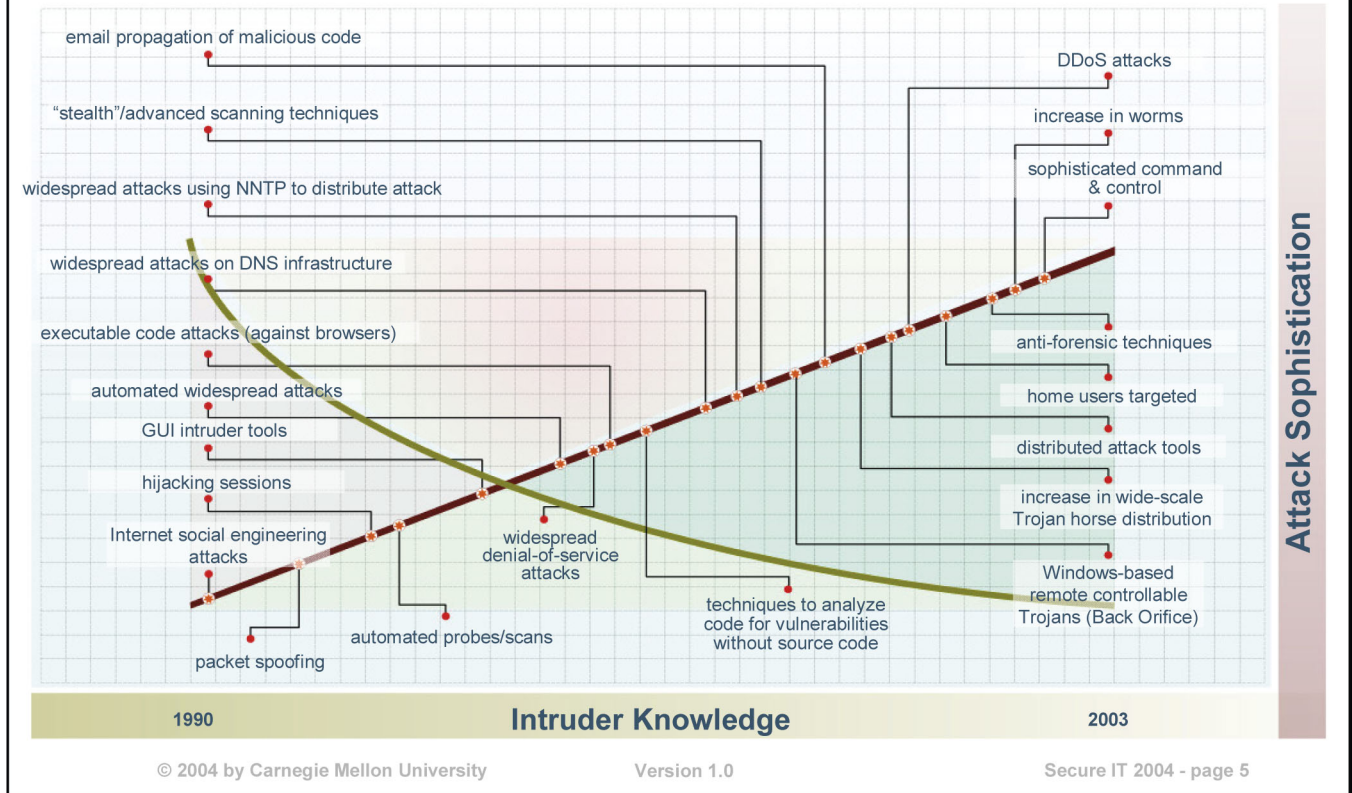 email propagation of malicious code
“stealth”/advanced scanning techniques
widespread attacks using NNTP to distribute attack
widespread attacks on DNS infrastructure
executable code attacks (against browsers)
automated widespread attacks
GUI intruder tools
hijacking sessions
Internet social engineering
attacks
packet spoofing
automated probes/scans
widespread
denial-of-service
attacks
techniques to analyze
code for vulnerabilities
without source code
DDoS attacks
increase in worms
sophisticated command
& control
anti-forensic techniques
home users targeted
distributed attack tools
increase in wide-scale
Trojan horse distribution
Windows-based
remote controllable
Trojans (Back Orifice)
Attack Sophistication
1990
Intruder Knowledge
2003
© 2004 by Carnegie Mellon University
Version 1.0
Secure IT 2004 - page 5